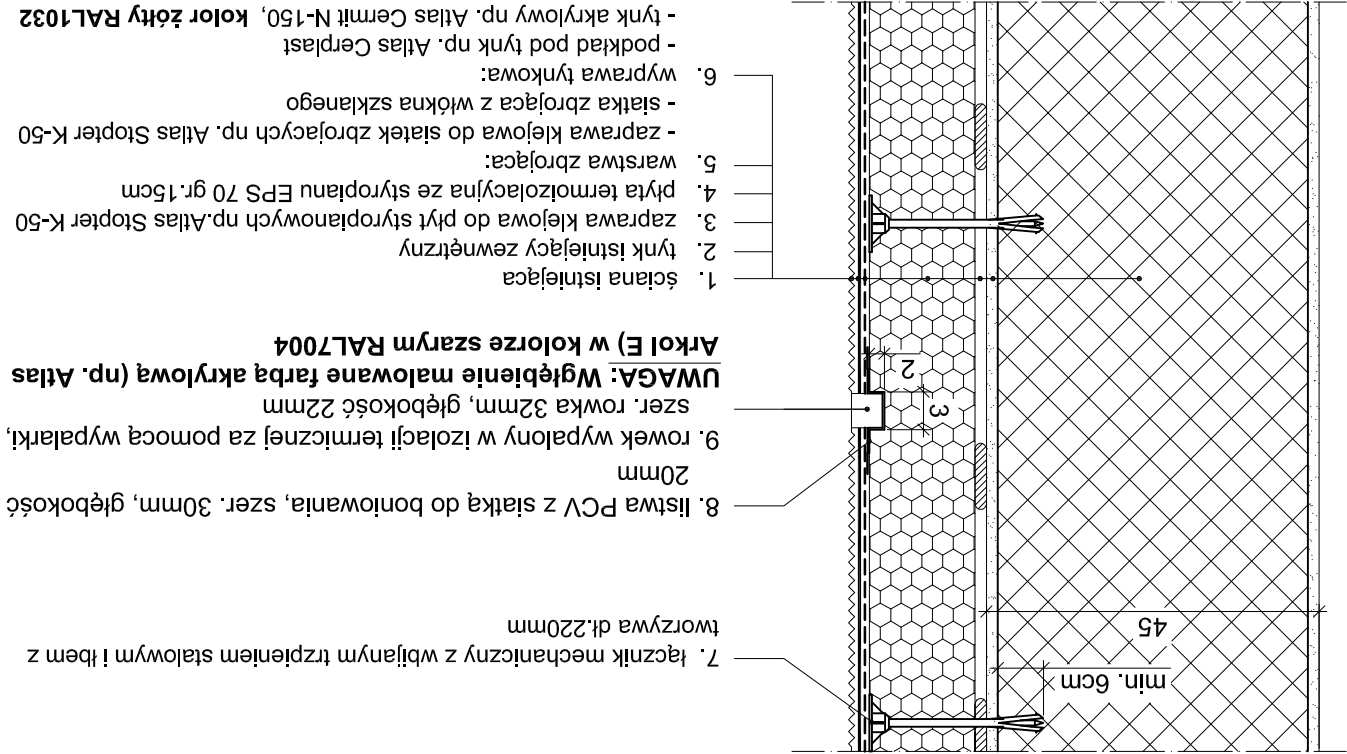 min. 6cm
45
3
2
7. łącznik mechaniczny z wbijanym trzpieniem stalowym i łbem z
tworzywa dł.220mm
8. listwa PCV z siatką do boniowania, szer. 30mm, głębokość
20mm
9. rowek wypalony w izolacji termicznej za pomocą wypalarki,
szer. rowka 32mm, głębokość 22mm
UWAGA: Wgłębienie malowane farbą akrylową (np. Atlas
Arkol E) w kolorze szarym RAL7004
1. ściana istniejąca
2. tynk istniejący zewnętrzny
3. zaprawa klejowa do płyt styropianowych np.Atlas Stopter K-50
4. płyta termoizolacyjna ze styropianu EPS 70 gr.15cm
5. warstwa zbrojąca:
- zaprawa klejowa do siatek zbrojacych np. Atlas Stopter K-50
- siatka zbrojąca z włókna szklanego
6. wyprawa tynkowa:
- podkład pod tynk np. Atlas Cerplast
- tynk akrylowy np. Atlas Cermit N-150, kolor żółty RAL1032